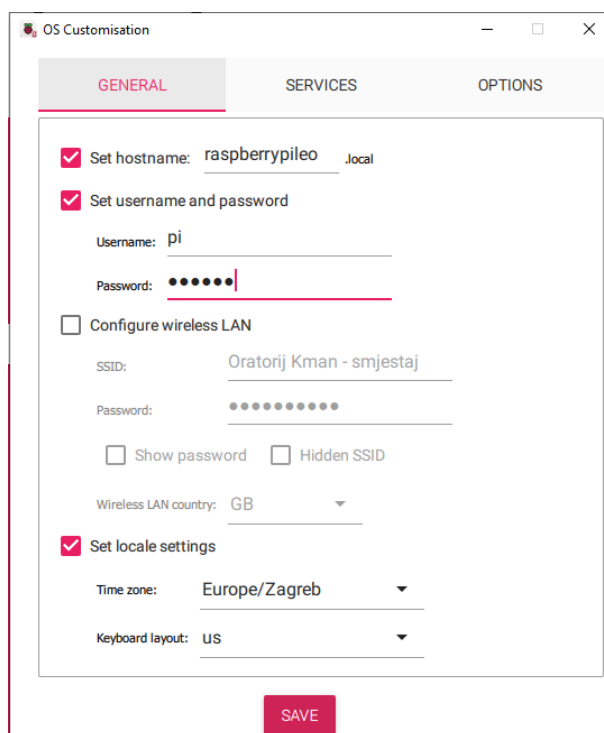 OS Customisation
GENERAL SERVICES OPTIONS
Set hostname: raspberrypileo .local
Set username and password
Username: pi
Password: ●●●●●●
Configure wireless LAN
SSID: Oratorij Kman - smjestaj
Password: ●●●●●●●●●●
Show password Hidden SSID
Wireless LAN country: GB
Set locale settings
Time zone: Europe/Zagreb
Keyboard layout: us
SAVE